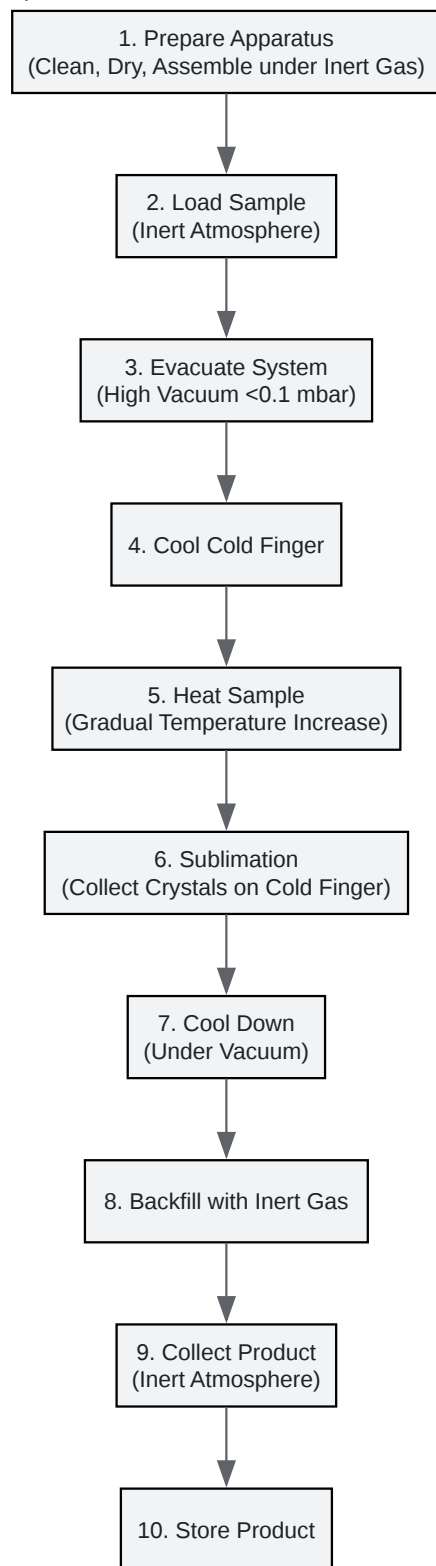 1. Prepare Apparatus
(Clean, Dry, Assemble under Inert Gas)
2. Load Sample
(Inert Atmosphere)
3. Evacuate System
(High Vacuum <0.1 mbar)
4. Cool Cold Finger
5. Heat Sample
(Gradual Temperature Increase)
6. Sublimation
(Collect Crystals on Cold Finger)
7. Cool Down
(Under Vacuum)
8. Backfill with Inert Gas
9. Collect Product
(Inert Atmosphere)
10. Store Product